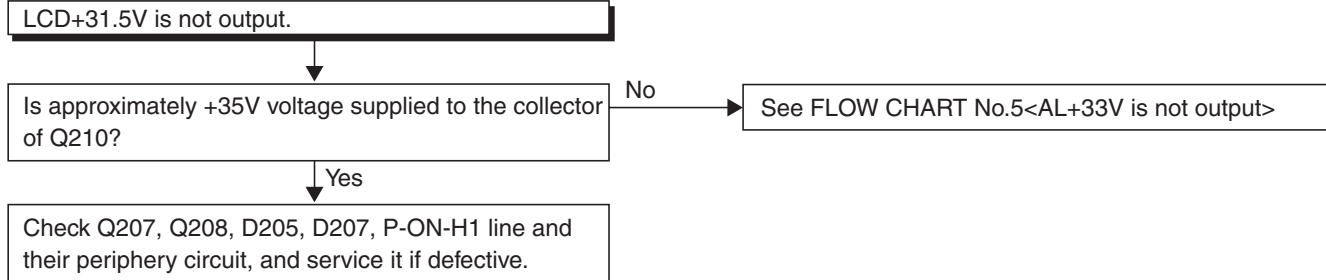 LCD+31.5V is not output.
Is approximately +35V voltage supplied to the collector
of Q210?
No
See FLOW CHART No.5<AL+33V is not output>
Yes
Check Q207, Q208, D205, D207, P-ON-H1 line and
their periphery circuit, and service it if defective.